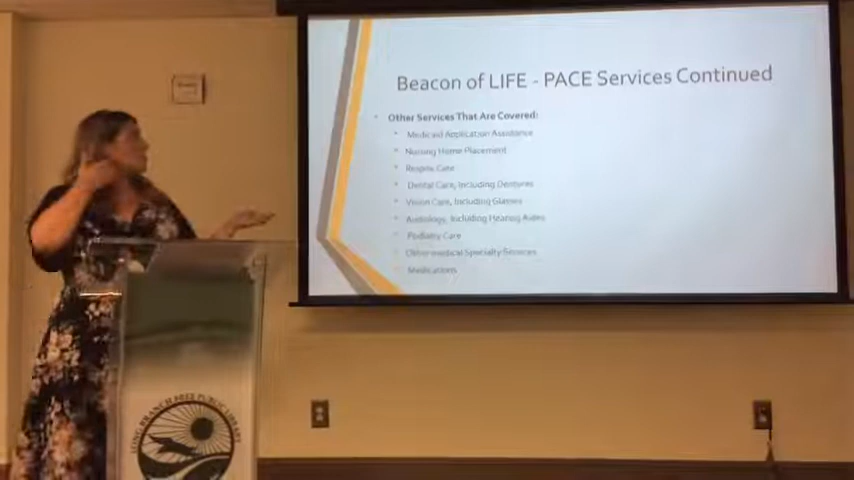 Beacon of LIFE - PACE Services Continued
Other Services That Are Covered:
Medicaid Application Assistance
Nursing Home Placement
Respite Care
Dental Care, Including Dentures
Vision Care, Including Glasses
Audiology, Including Hearing Aides
Podiatry Care
Other medical Specialty Services
Medications
LONG BRANCH FREE PUBLIC LIBRARY